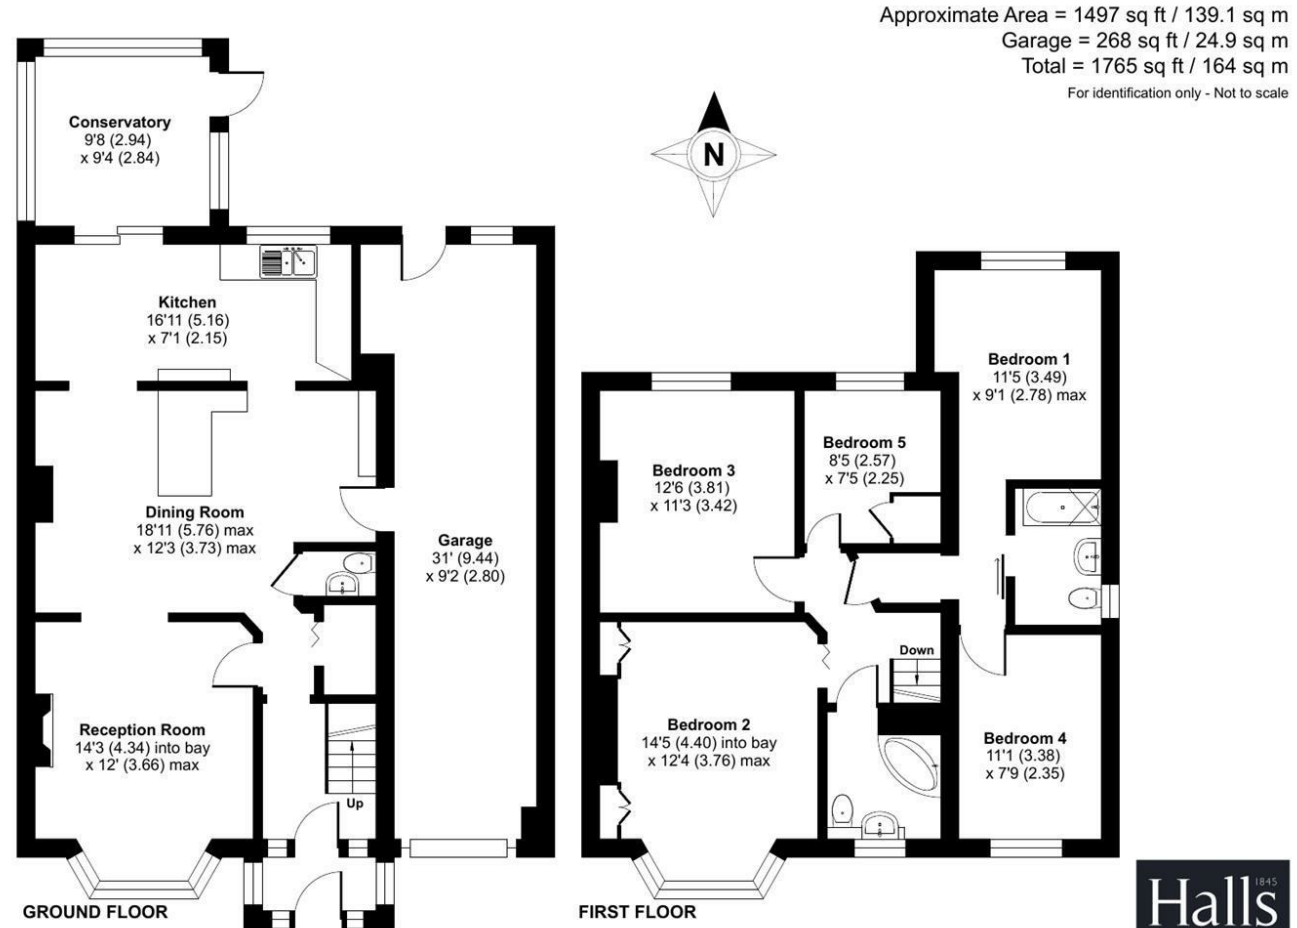 Approximate Area = 1497 sq ft / 139.1 sq m
Garage = 268 sq ft / 24.9 sq m
Total = 1765 sq ft / 164 sq m
For identification only - Not to scale
N
Conservatory
9'8 (2.94)
x 9'4 (2.84)
Kitchen
16'11 (5.16)
x 7'1 (2.15)
Dining Room
18'11 (5.76) max
x 12'3 (3.73) max
Garage
31' (9.44)
x 9'2 (2.80)
Reception Room
14'3 (4.34) into bay
x 12' (3.66) max
Up
GROUND FLOOR
Bedroom 1
11'5 (3.49)
x 9'1 (2.78) max
Bedroom 5
8'5 (2.57)
x 7'5 (2.25)
Bedroom 3
12'6 (3.81)
x 11'3 (3.42)
Down
Bedroom 2
14'5 (4.40) into bay
x 12'4 (3.76) max
Bedroom 4
11'1 (3.38)
x 7'9 (2.35)
FIRST FLOOR
Halls 1845